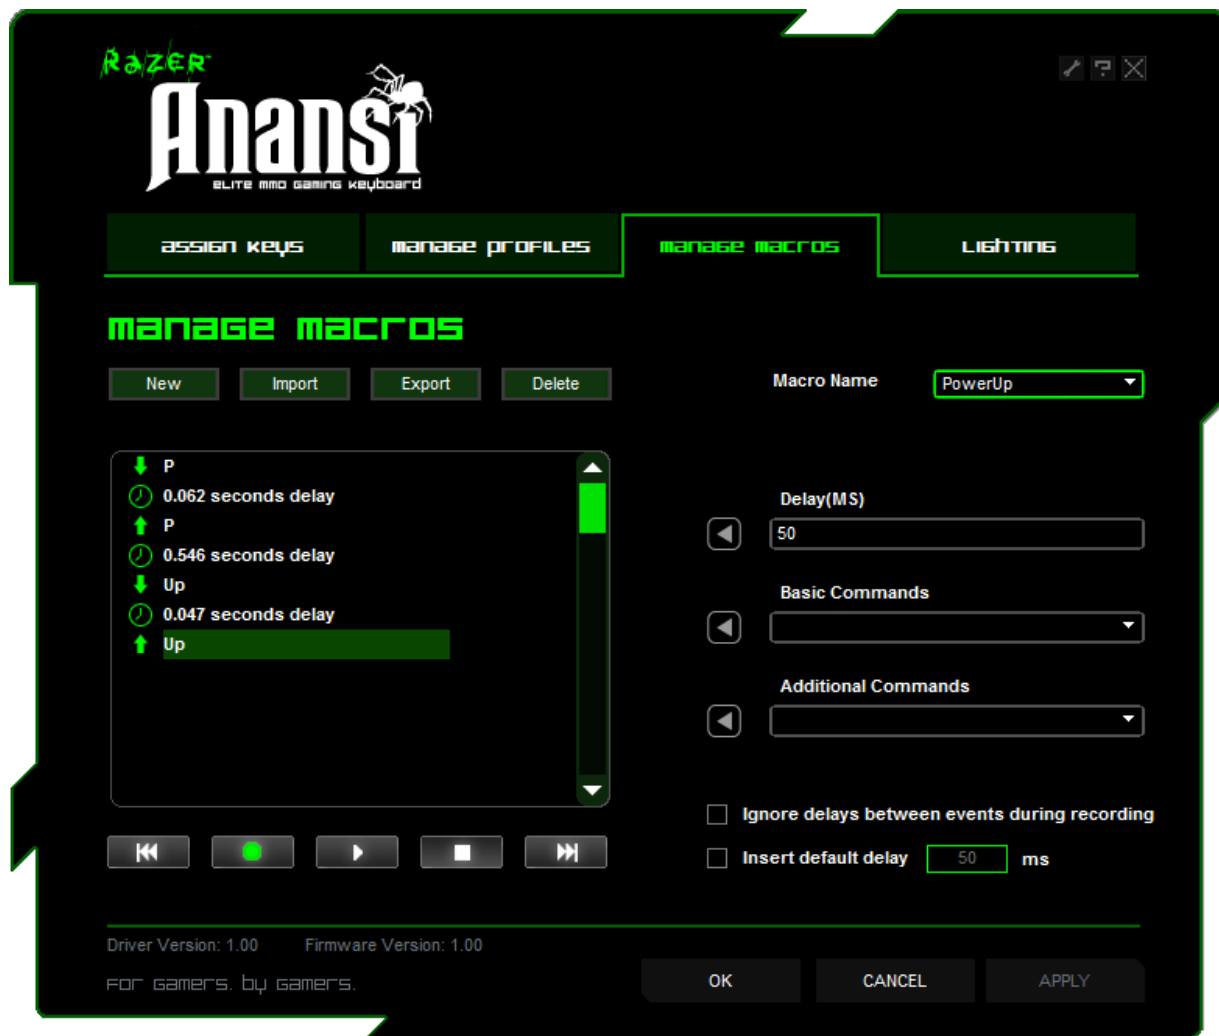 RAZER
Anansi
ELITE MMO GAMING KEYBOARD
ASSIGN KEYS MANAGE PROFILES MANAGE MACROS LIGHTING
MANAGE MACROS
New Import Export Delete
Macro Name PowerUp
P
0.062 seconds delay
P
0.546 seconds delay
Up
0.047 seconds delay
Up
Delay(MS)
50
Basic Commands
Additional Commands
Ignore delays between events during recording
Insert default delay 50 ms
Driver Version: 1.00 Firmware Version: 1.00
FOR GAMERS. BY GAMERS.
OK CANCEL APPLY